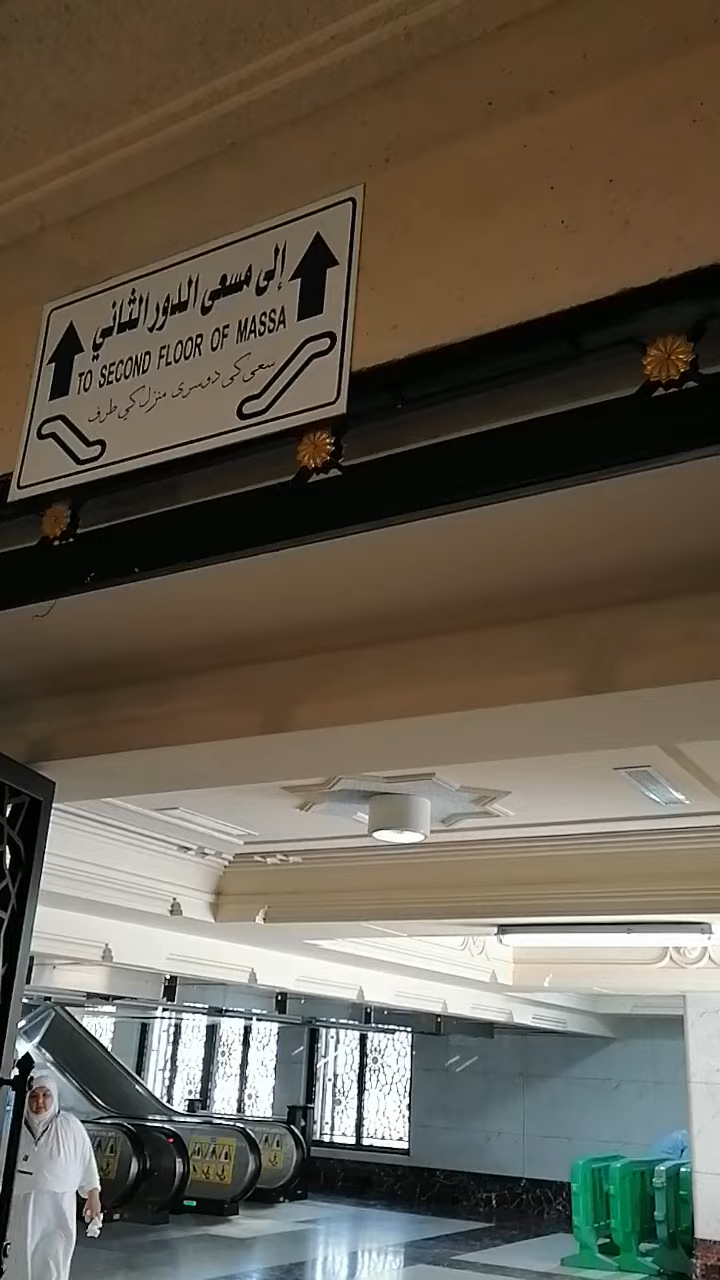 إلى مسعى الدور الثاني
TO SECOND FLOOR OF MASSA
سعی کی دوسری منزل کی طرف